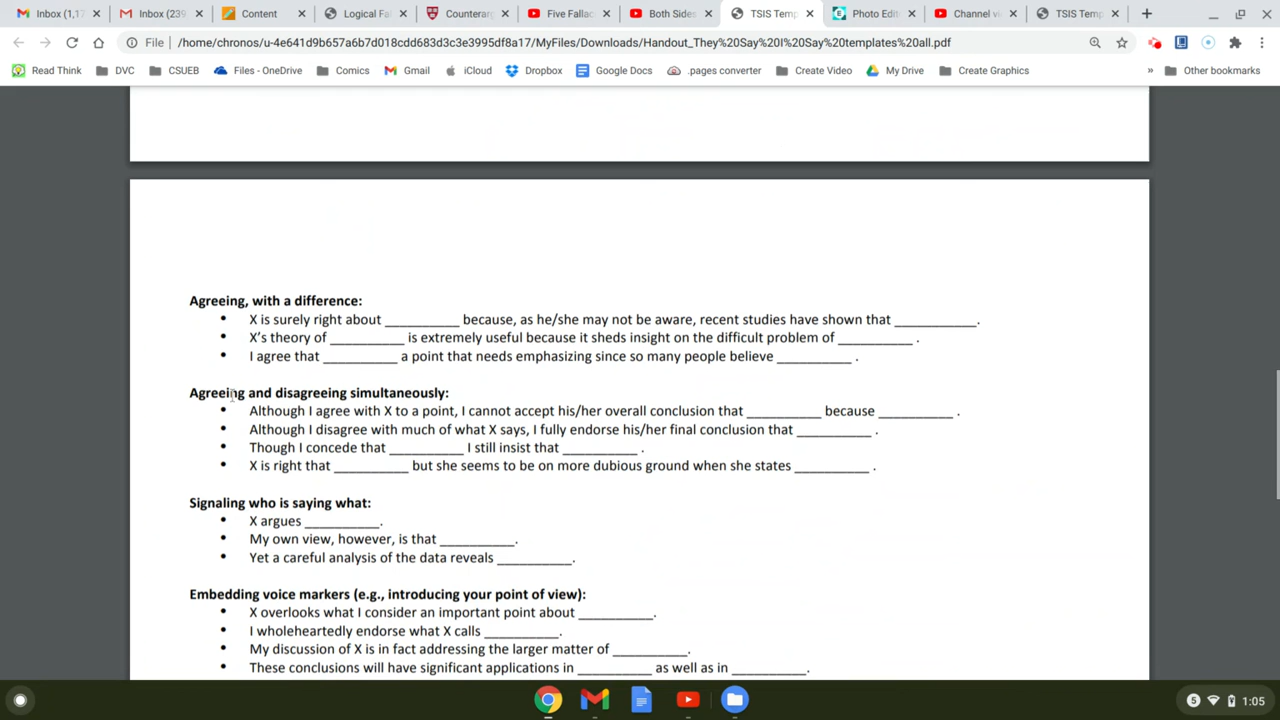 Inbox (1,17
Inbox (239
Content
Logical Fa
Counterar
Five Fallac
Both Sides
TSIS Temp
Photo Edit
Channel vi
TSIS Temp
File /home/chronos/u-4e641d9b657a6b7d018cdd683d3c3e3995df3a17/MyFiles/Downloads/Handout_They%20Say%20I%20Say%20templates%20all.pdf
Read Think DVC CSUEB Files - OneDrive Comics Gmail iCloud Dropbox Google Docs .pages converter Create Video My Drive Create Graphics » Other bookmarks
Agreeing, with a difference:
• X is surely right about __________ because, as he/she may not be aware, recent studies have shown that ___________.
• X’s theory of __________ is extremely useful because it sheds insight on the difficult problem of __________ .
• I agree that __________ a point that needs emphasizing since so many people believe __________ .
Agreeing and disagreeing simultaneously:
• Although I agree with X to a point, I cannot accept his/her overall conclusion that __________ because __________ .
• Although I disagree with much of what X says, I fully endorse his/her final conclusion that __________ .
• Though I concede that __________ I still insist that __________ .
• X is right that __________ but she seems to be on more dubious ground when she states __________ .
Signaling who is saying what:
• X argues __________.
• My own view, however, is that __________.
• Yet a careful analysis of the data reveals __________.
Embedding voice markers (e.g., introducing your point of view):
• X overlooks what I consider an important point about __________.
• I wholeheartedly endorse what X calls __________.
• My discussion of X is in fact addressing the larger matter of __________.
• These conclusions will have significant applications in __________ as well as in __________.
5 1:05